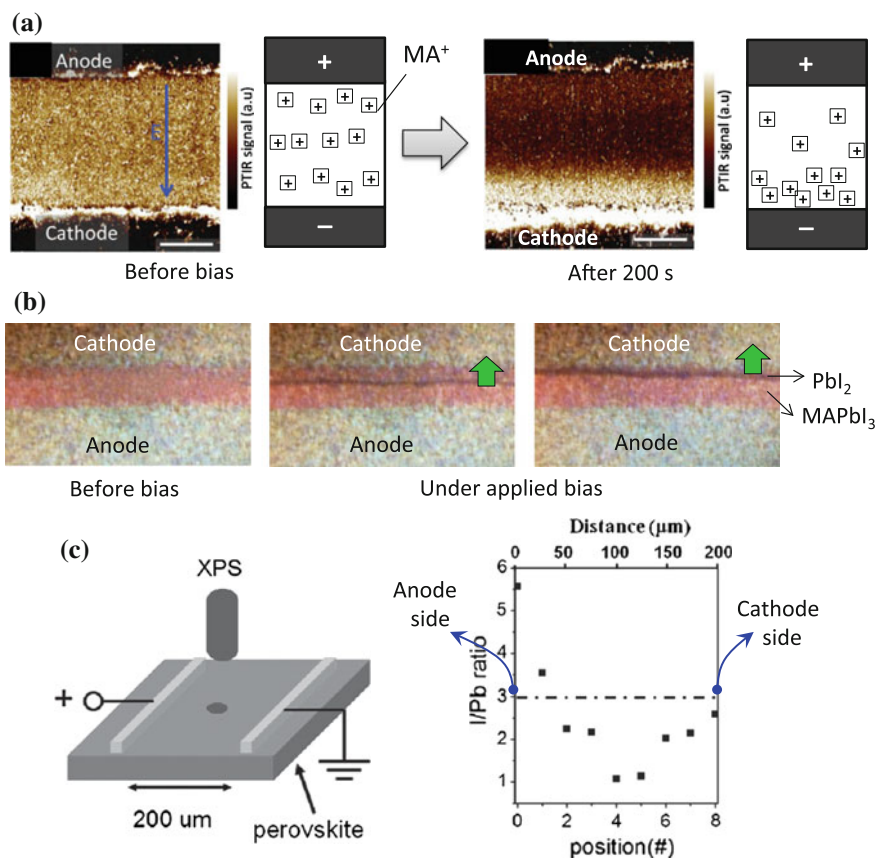 (a)
Anode
E
Cathode
PTIR signal (a.u)
Before bias
+
−
MA⁺
Anode
Cathode
PTIR signal (a.u)
After 200 s
+
−
(b)
Cathode
Anode
Before bias
Cathode
Anode
Cathode
Anode
Under applied bias
PbI₂
MAPbI₃
(c)
XPS
+
200 um
perovskite
Distance (μm)
0 50 100 150 200
Anode side
Cathode side
I/Pb ratio
6
5
4
3
2
1
0 2 4 6 8
position(#)